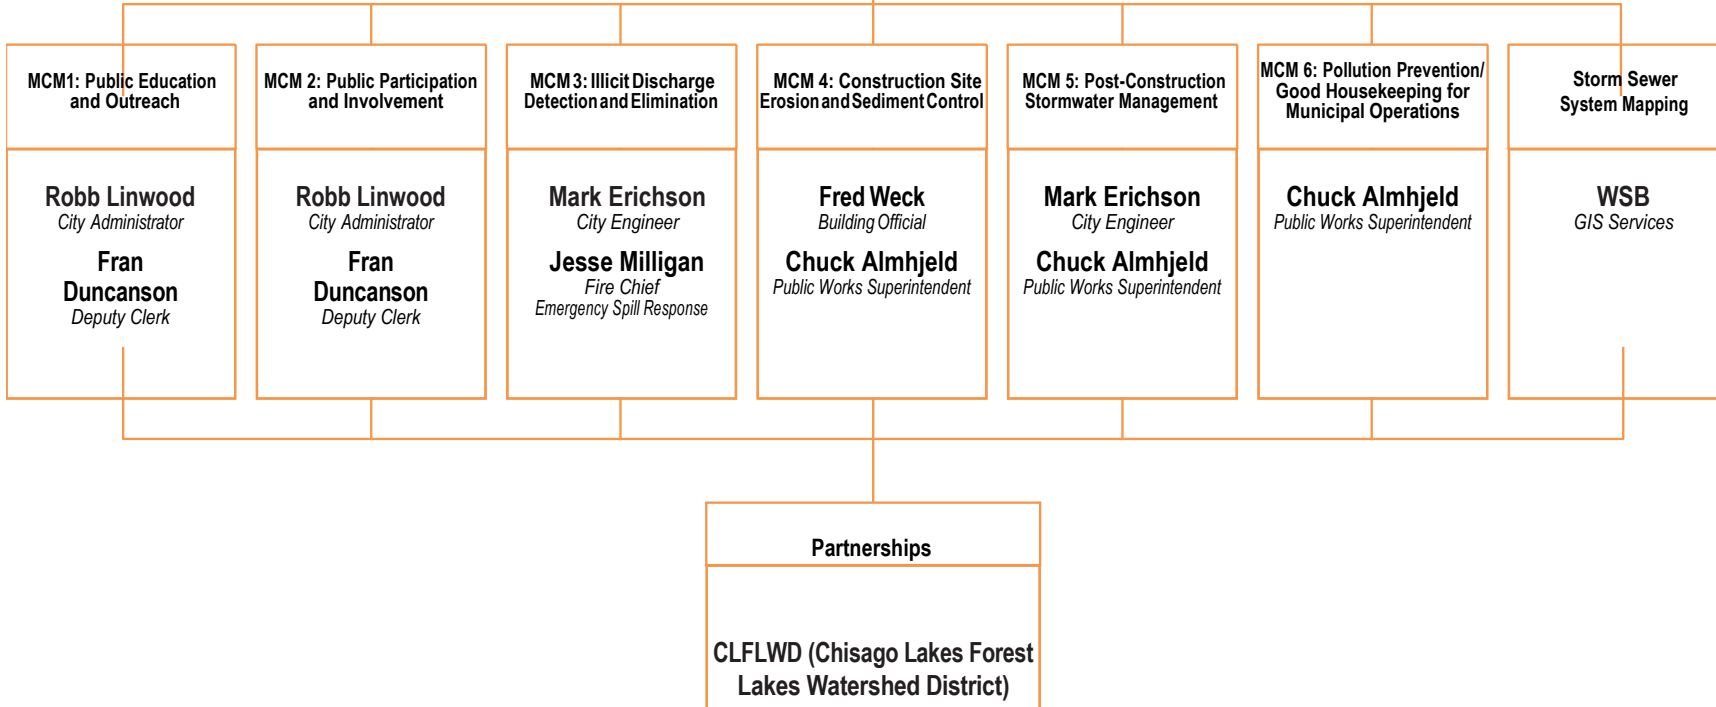 MCM1: Public Education
and Outreach
Robb Linwood
City Administrator
Fran
Duncanson
Deputy Clerk
MCM 2: Public Participation
and Involvement
Robb Linwood
City Administrator
Fran
Duncanson
Deputy Clerk
MCM 3: Illicit Discharge
Detection and Elimination
Mark Erichson
City Engineer
Jesse Milligan
Fire Chief
Emergency Spill Response
MCM 4: Construction Site
Erosion and Sediment Control
Fred Weck
Building Official
Chuck Almhjeld
Public Works Superintendent
MCM 5: Post-Construction
Stormwater Management
Mark Erichson
City Engineer
Chuck Almhjeld
Public Works Superintendent
MCM 6: Pollution Prevention/
Good Housekeeping for
Municipal Operations
Chuck Almhjeld
Public Works Superintendent
Storm Sewer
System Mapping
WSB
GIS Services
Partnerships
CLFLWD (Chisago Lakes Forest
Lakes Watershed District)